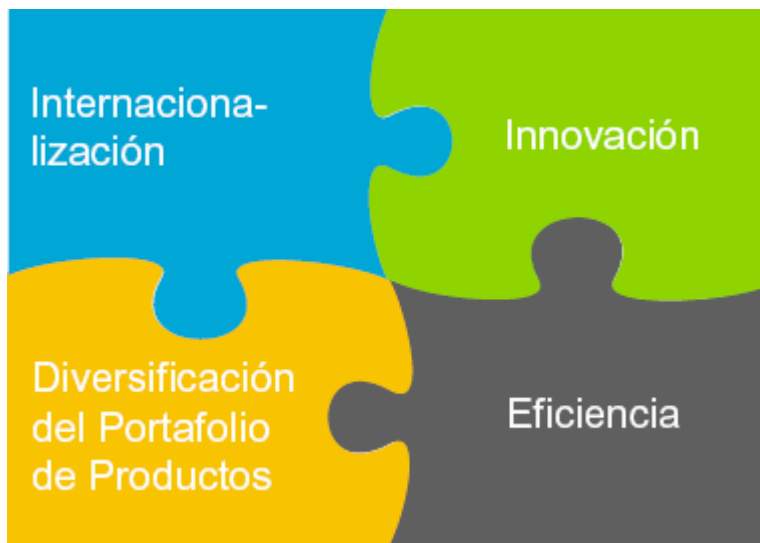 Internaciona-
lización
Innovación
Diversificación
del Portafolio
de Productos
Eficiencia